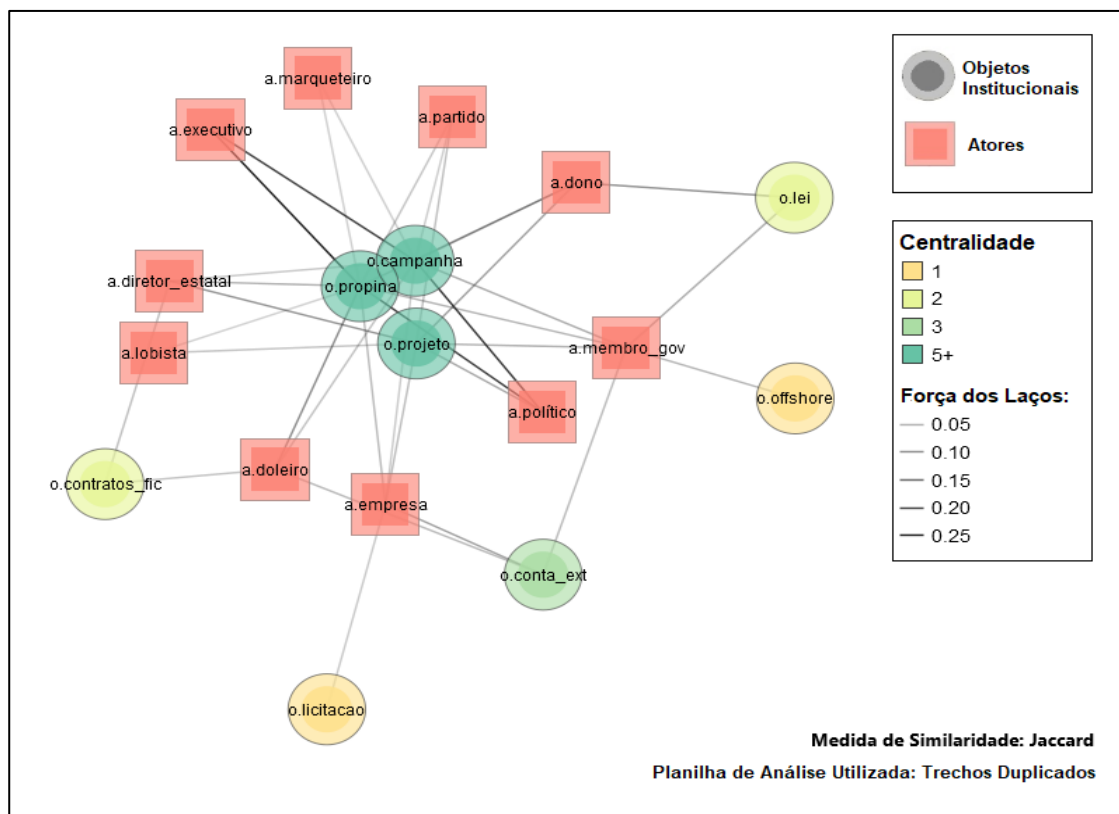 a.marqueteiro
a.executivo
a.partido
a.dono
o.lei
o.campanha
a.diretor_estatal
o.propina
o.projeto
a.lobista
a.membro_gov
o.offshore
a.político
a.doleiro
o.contratos_fic
a.empresa
o.conta_ext
o.licitacao
Objetos
Institucionais
Atores
Centralidade
1
2
3
5+
Força dos Laços:
0.05
0.10
0.15
0.20
0.25
Medida de Similaridade: Jaccard
Planilha de Análise Utilizada: Trechos Duplicados